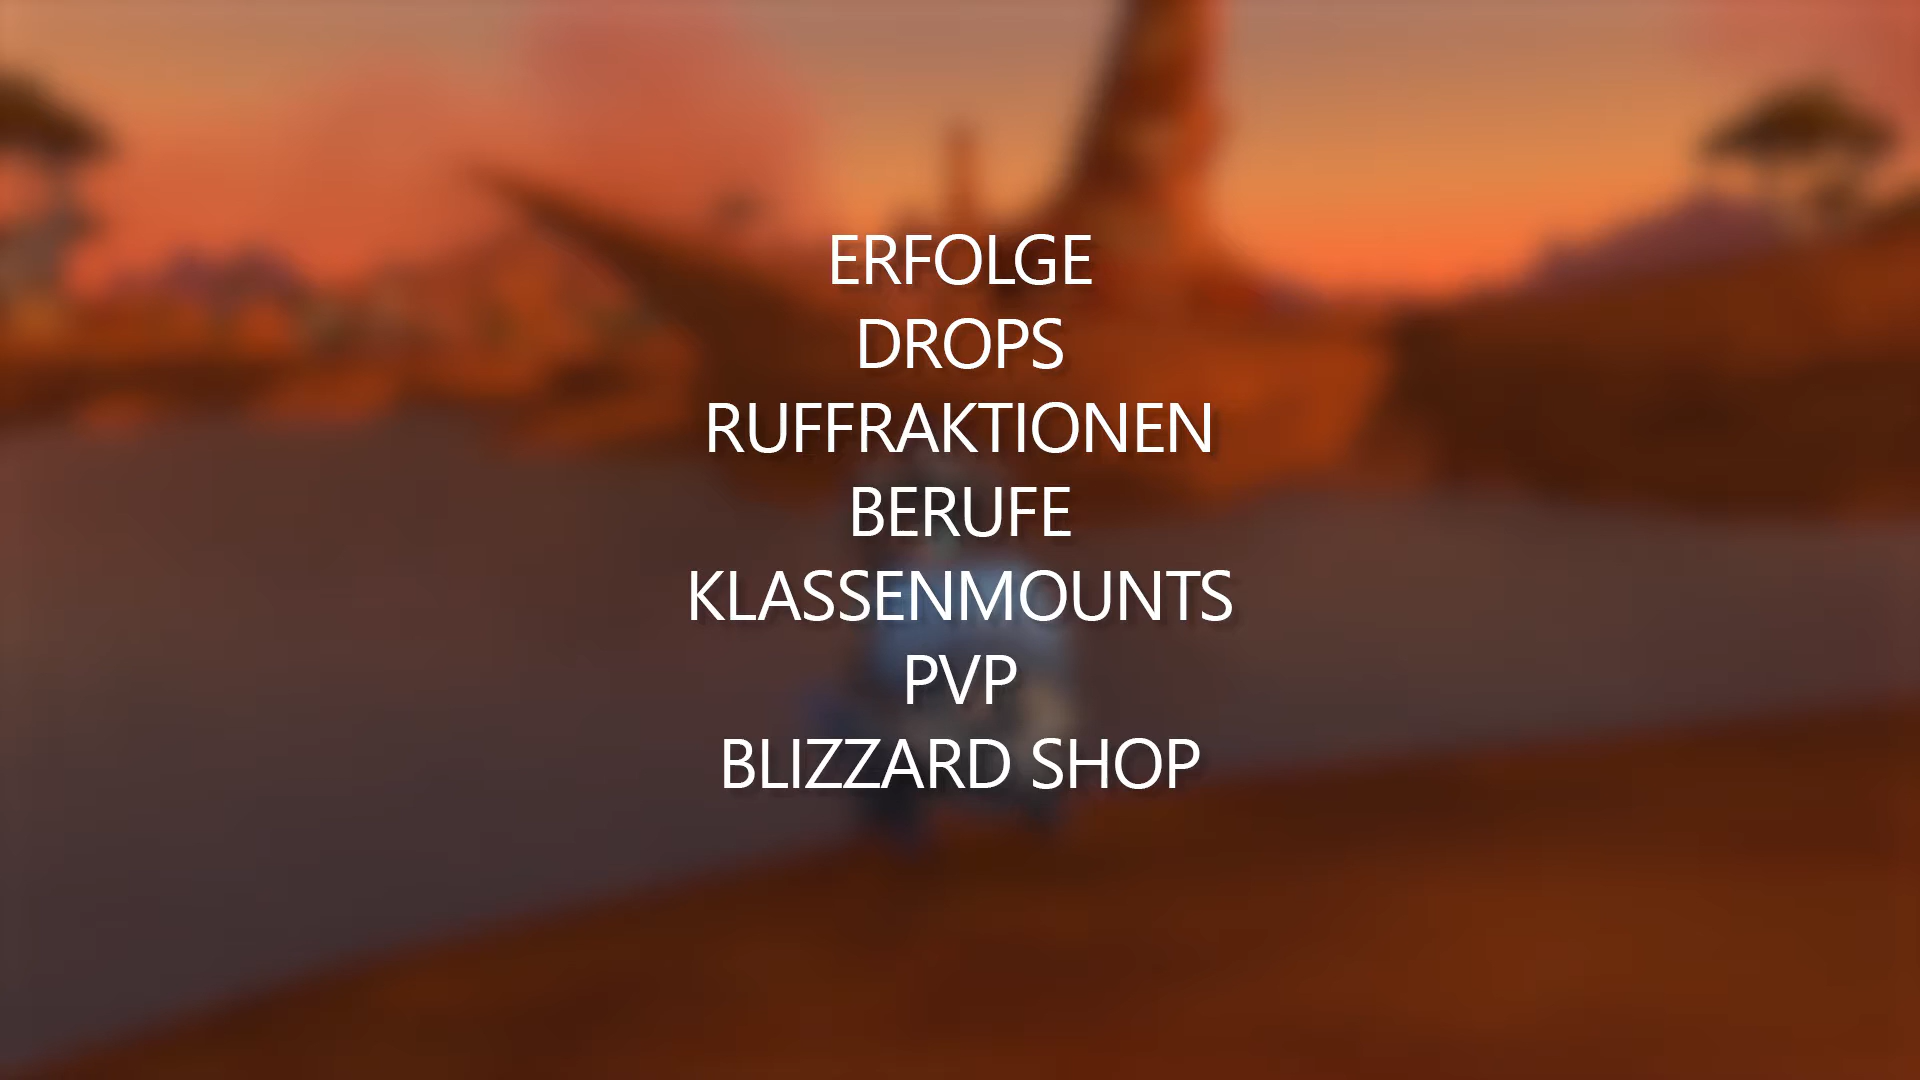 ERFOLGE
DROPS
RUFFRAKTIONEN
BERUFE
KLASSENMOUNTS
PVP
BLIZZARD SHOP